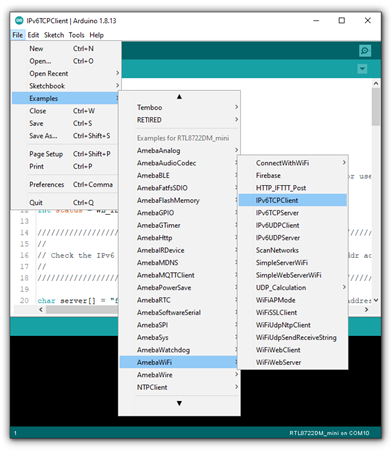 IPv6TCPClient | Arduino 1.8.13
File Edit Sketch Tools Help
New Ctrl+N
Open... Ctrl+O
Open Recent
Sketchbook
Examples
Close Ctrl+W
Save Ctrl+S
Save As... Ctrl+Shift+S
Page Setup Ctrl+Shift+P
Print Ctrl+P
Preferences Ctrl+Comma
Quit Ctrl+Q
Temboo
RETIRED
Examples for RTL8722DM_mini
AmebaAnalog
AmebaAudioCodec
AmebaBLE
AmebaFatfsSDIO
AmebaFlashMemory
AmebaGPIO
AmebaGTimer
AmebaHttp
AmebaIRDevice
AmebaMDNS
AmebaMQTTClient
AmebaPowerSave
AmebaRTC
AmebaSoftwareSerial
AmebaSPI
AmebaSys
AmebaWatchdog
AmebaWiFi
AmebaWire
NTPClient
ConnectWithWiFi
Firebase
HTTP_IFTTT_Post
IPv6TCPClient
IPv6TCPServer
IPv6UDPClient
IPv6UDPServer
ScanNetworks
SimpleServerWiFi
SimpleWebServerWiFi
UDP_Calculation
WiFiAPMode
WiFiSSLClient
WiFiUdpNtpClient
WiFiUdpSendReceiveString
WiFiWebClient
WiFiWebServer
or use
12 int status =
13
14 ////////////////
15 //
16 // Check the IPv6 ddr ad
17 //
18 ////////////////
19
20 char server[] = "f address
1 RTL8722DM_mini on COM10